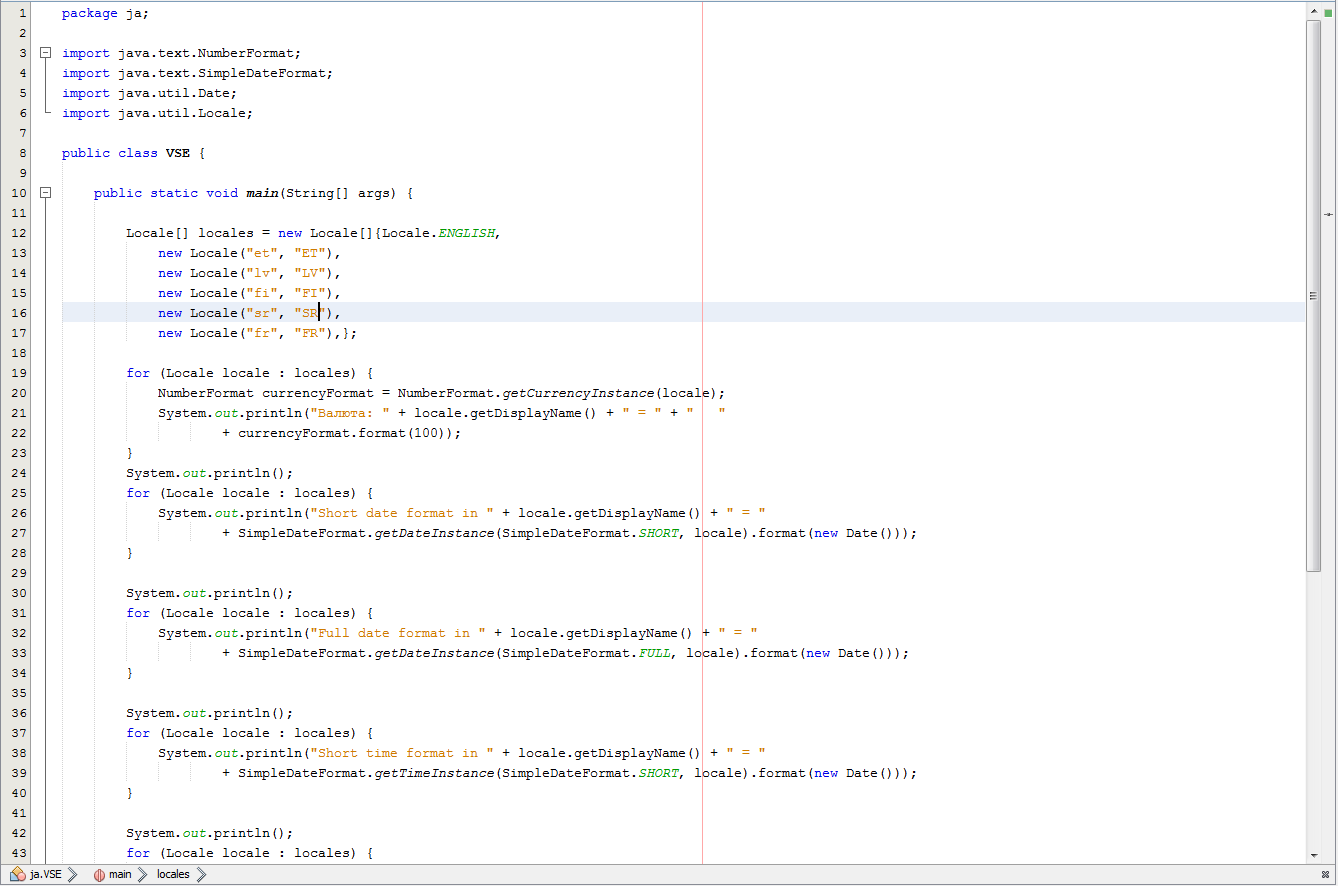 1 package ja;
2
3 import java.text.NumberFormat;
4 import java.text.SimpleDateFormat;
5 import java.util.Date;
6 import java.util.Locale;
7
8 public class VSE {
9
10 public static void main(String[] args) {
11
12 Locale[] locales = new Locale[]{Locale.ENGLISH,
13 new Locale("et", "ET"),
14 new Locale("lv", "LV"),
15 new Locale("fi", "FI"),
16 new Locale("sr", "SR"),
17 new Locale("fr", "FR"),};
18
19 for (Locale locale : locales) {
20 NumberFormat currencyFormat = NumberFormat.getCurrencyInstance(locale);
21 System.out.println("Валюта: " + locale.getDisplayName() + " = " + "   "
22 + currencyFormat.format(100));
23 }
24 System.out.println();
25 for (Locale locale : locales) {
26 System.out.println("Short date format in " + locale.getDisplayName() + " = "
27 + SimpleDateFormat.getDateInstance(SimpleDateFormat.SHORT, locale).format(new Date()));
28 }
29
30 System.out.println();
31 for (Locale locale : locales) {
32 System.out.println("Full date format in " + locale.getDisplayName() + " = "
33 + SimpleDateFormat.getDateInstance(SimpleDateFormat.FULL, locale).format(new Date()));
34 }
35
36 System.out.println();
37 for (Locale locale : locales) {
38 System.out.println("Short time format in " + locale.getDisplayName() + " = "
39 + SimpleDateFormat.getTimeInstance(SimpleDateFormat.SHORT, locale).format(new Date()));
40 }
41
42 System.out.println();
43 for (Locale locale : locales) {
ja.VSE main locales